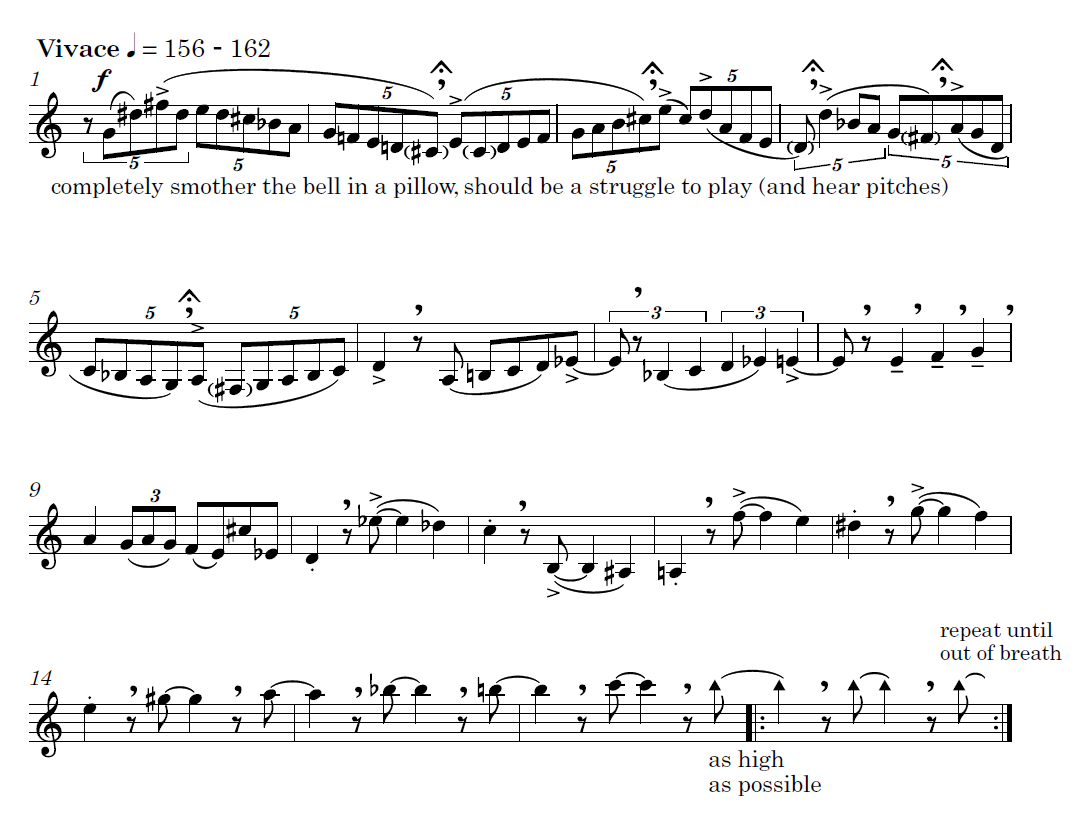 Vivace ♩ = 156 - 162
1
f
5 5 5 5 5 5 5 5
completely smother the bell in a pillow, should be a struggle to play (and hear pitches)
5
5 5 3 3
9
3
repeat until
out of breath
14
as high
as possible